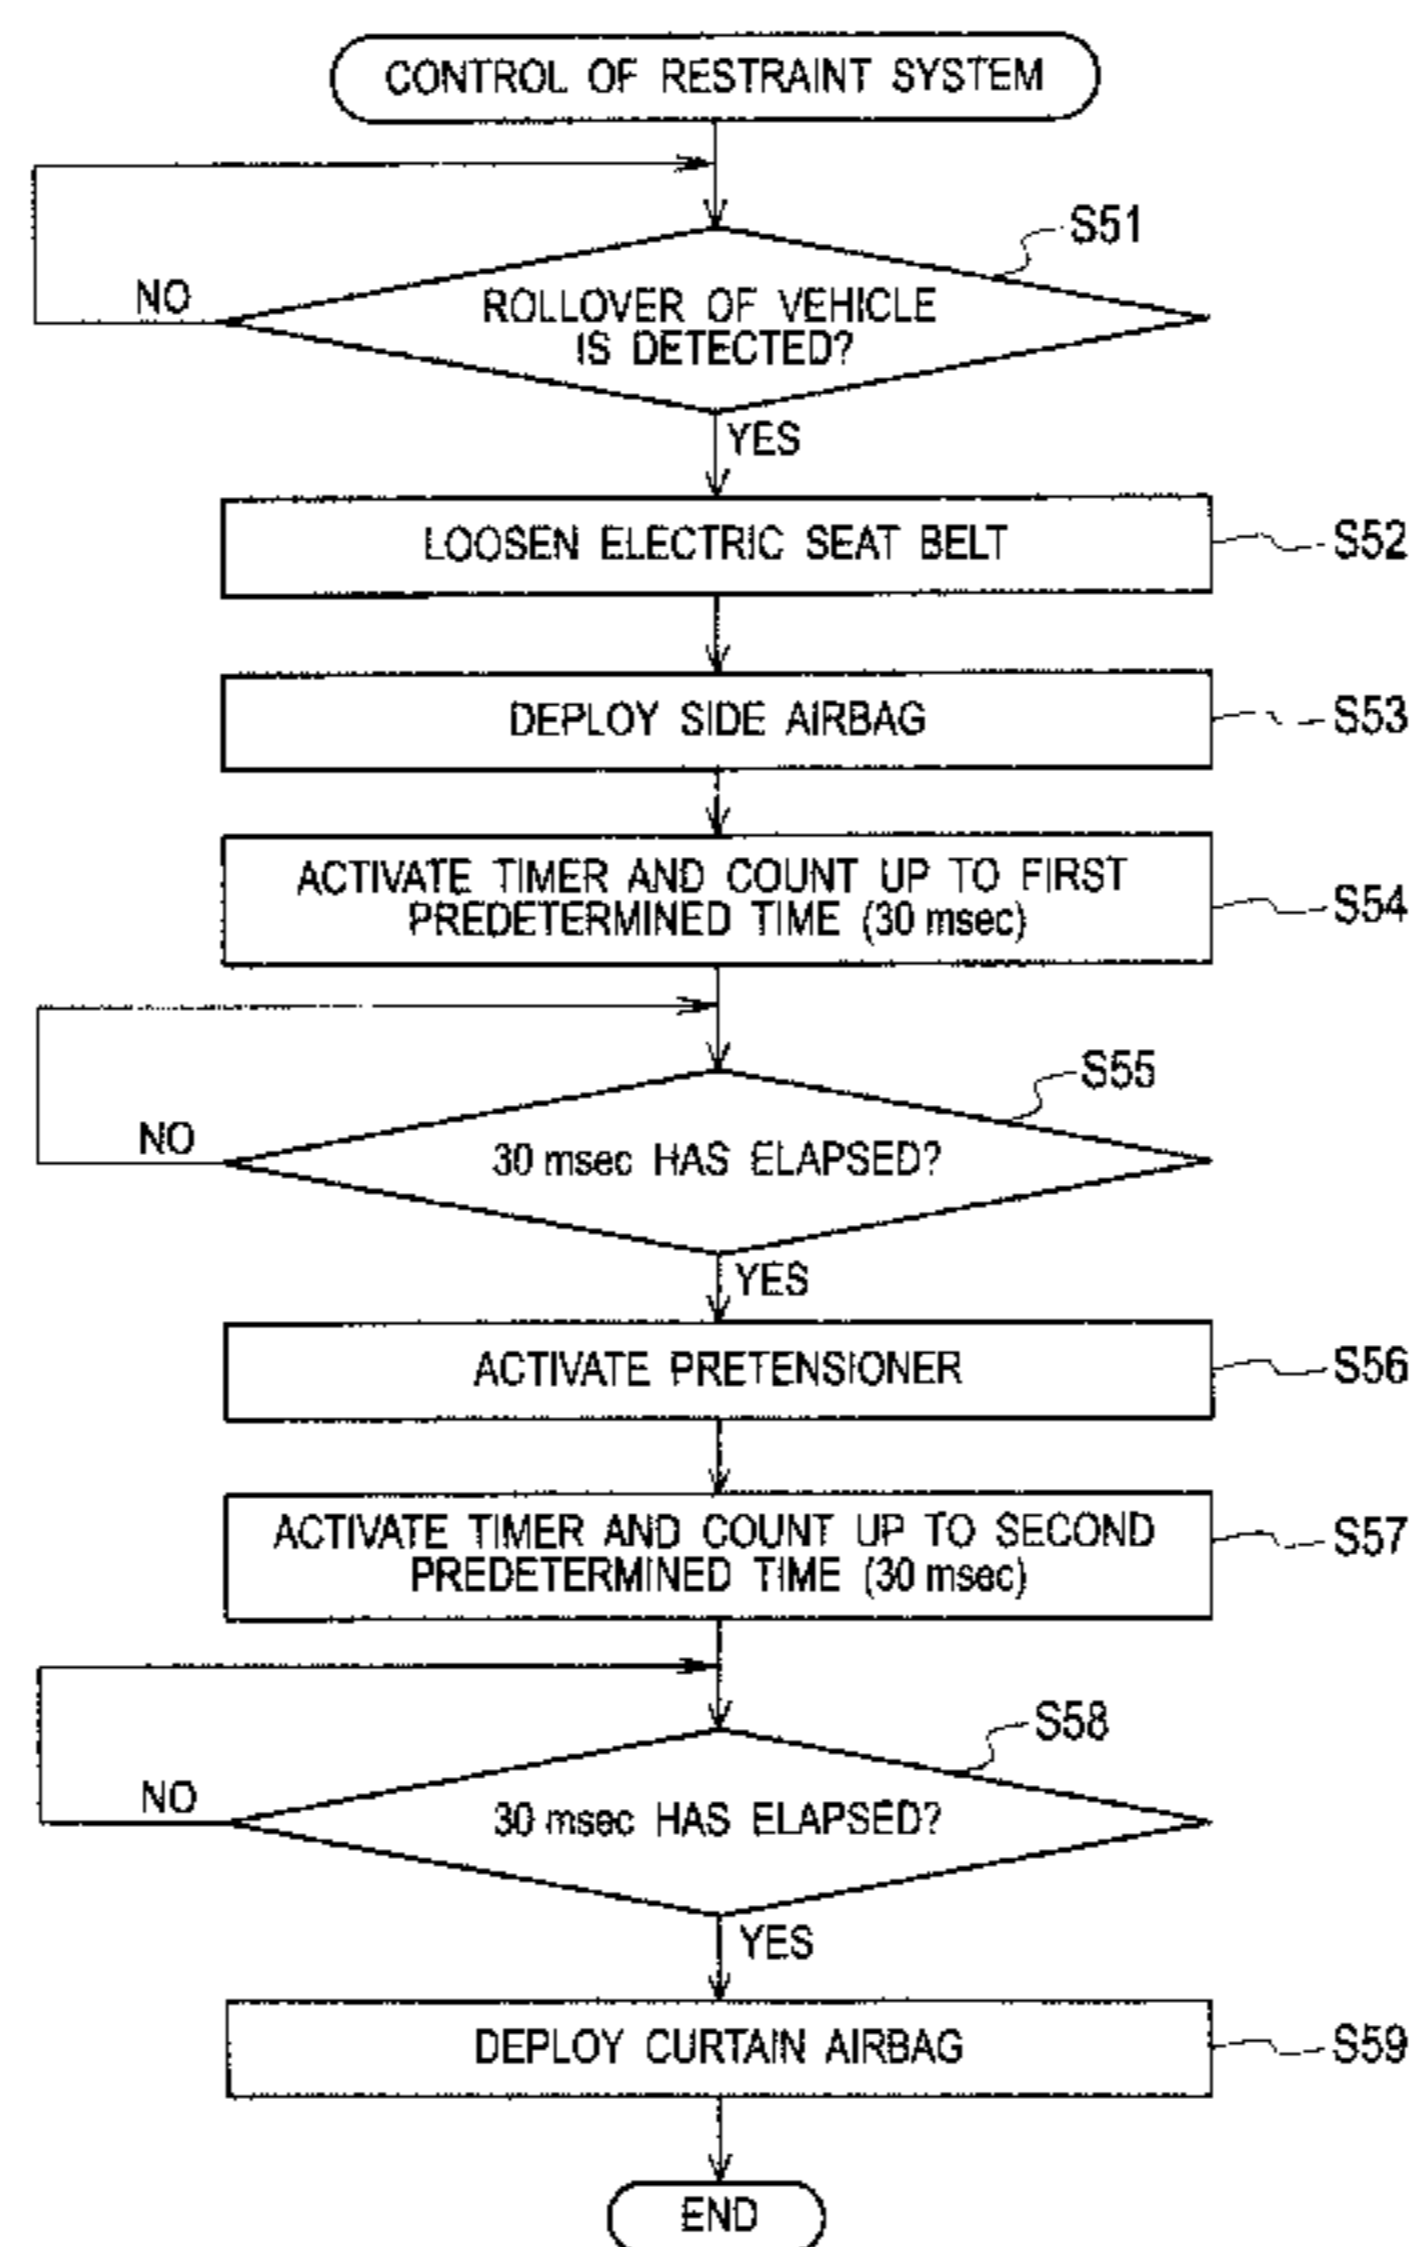 CONTROL OF RESTRAINT SYSTEM
S51
NO
ROLLOVER OF VEHICLE
IS DETECTED?
YES
LOOSEN ELECTRIC SEAT BELT
S52
DEPLOY SIDE AIRBAG
S53
ACTIVATE TIMER AND COUNT UP TO FIRST
PREDETERMINED TIME (30 msec)
S54
S55
NO
30 msec HAS ELAPSED?
YES
ACTIVATE PRETENSIONER
S56
ACTIVATE TIMER AND COUNT UP TO SECOND
PREDETERMINED TIME (30 msec)
S57
S58
NO
30 msec HAS ELAPSED?
YES
DEPLOY CURTAIN AIRBAG
S59
END